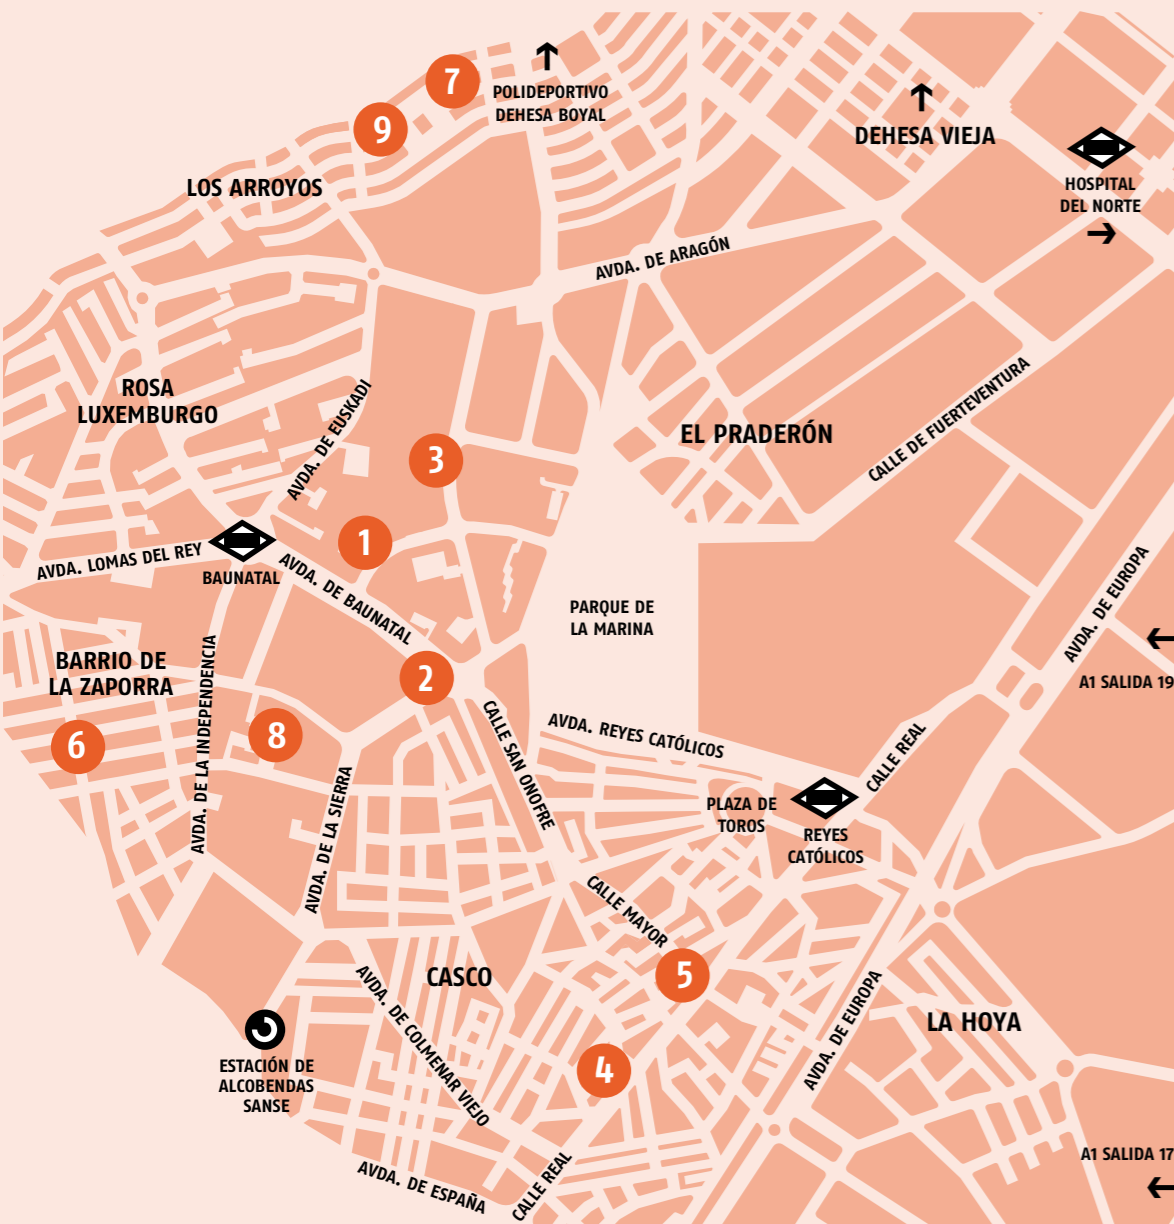 7
POLIDEPORTIVO
DEHESA BOYAL
9
DEHESA VIEJA
LOS ARROYOS
HOSPITAL
DEL NORTE
AVDA. DE ARAGÓN
ROSA
LUXEMBURGO
AVDA. DE EUSKADI
3
EL PRADERÓN
CALLE DE FUERTEVENTURA
1
AVDA. LOMAS DEL REY
BAUNATAL
AVDA. DE BAUNATAL
PARQUE DE
LA MARINA
AVDA. DE EUROPA
A1 SALIDA 19
BARRIO DE
LA ZAPORRA
AVDA. DE LA INDEPENDENCIA
2
6
8
CALLE SAN ONOFRE
AVDA. REYES CATÓLICOS
CALLE REAL
PLAZA DE
TOROS
REYES
CATÓLICOS
AVDA. DE LA SIERRA
CALLE MAYOR
5
CASCO
AVDA. DE COLMENAR VIEJO
AVDA. DE EUROPA
LA HOYA
4
ESTACIÓN DE
ALCOBENDAS
SANSE
AVDA. DE ESPAÑA
CALLE REAL
A1 SALIDA 17